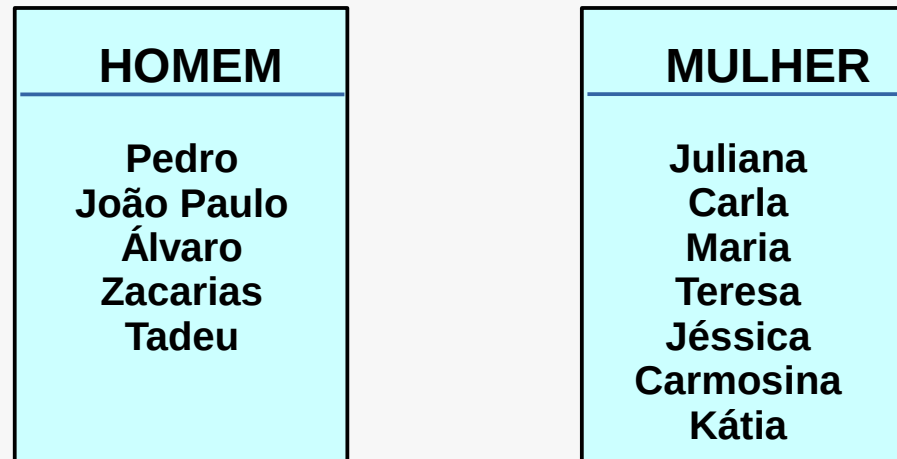 HOMEM
Pedro
João Paulo
Álvaro
Zacarias
Tadeu
MULHER
Juliana
Carla
Maria
Teresa
Jéssica
Carmosina
Kátia